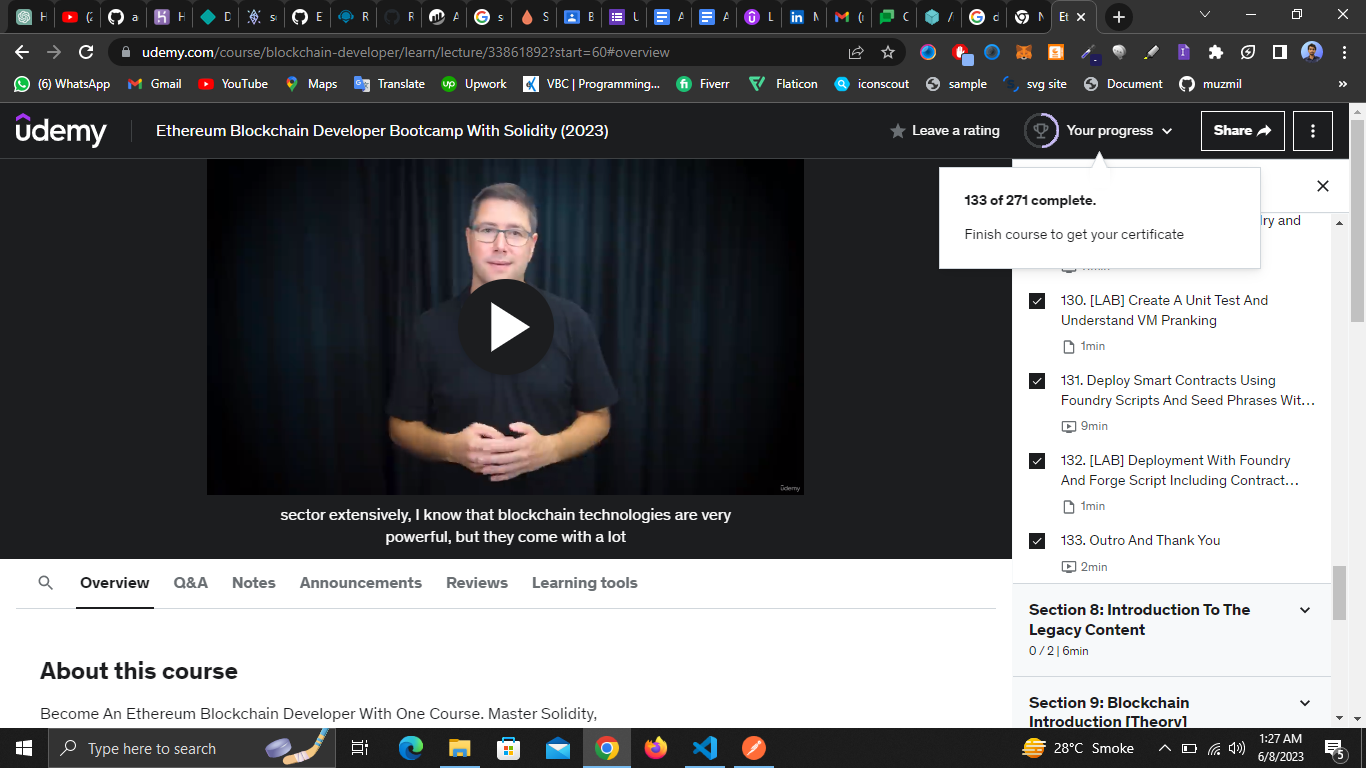 H
(2
a
H
D
s
E
R
R
A
s
S
B
U
A
A
L
M
(r
C
/
d
N
Et
udemy.com/course/blockchain-developer/learn/lecture/33861892?start=60#overview
(6) WhatsApp
Gmail
YouTube
Maps
Translate
up Upwork
VBC | Programming...
fi Fiverr
Flaticon
iconscout
sample
svg site
Document
muzmil
»
udemy
Ethereum Blockchain Developer Bootcamp With Solidity (2023)
Leave a rating
Your progress
Share
133 of 271 complete.
Finish course to get your certificate
dry and
130. [LAB] Create A Unit Test And
Understand VM Pranking
1min
131. Deploy Smart Contracts Using
Foundry Scripts And Seed Phrases Wit…
9min
132. [LAB] Deployment With Foundry
And Forge Script Including Contract…
1min
133. Outro And Thank You
2min
Section 8: Introduction To The
Legacy Content
0 / 2 | 6min
Section 9: Blockchain
Introduction [Theory]
udemy
sector extensively, I know that blockchain technologies are very
powerful, but they come with a lot
Overview
Q&A
Notes
Announcements
Reviews
Learning tools
About this course
Become An Ethereum Blockchain Developer With One Course. Master Solidity,
Type here to search
28°C Smoke
1:27 AM
6/8/2023
5